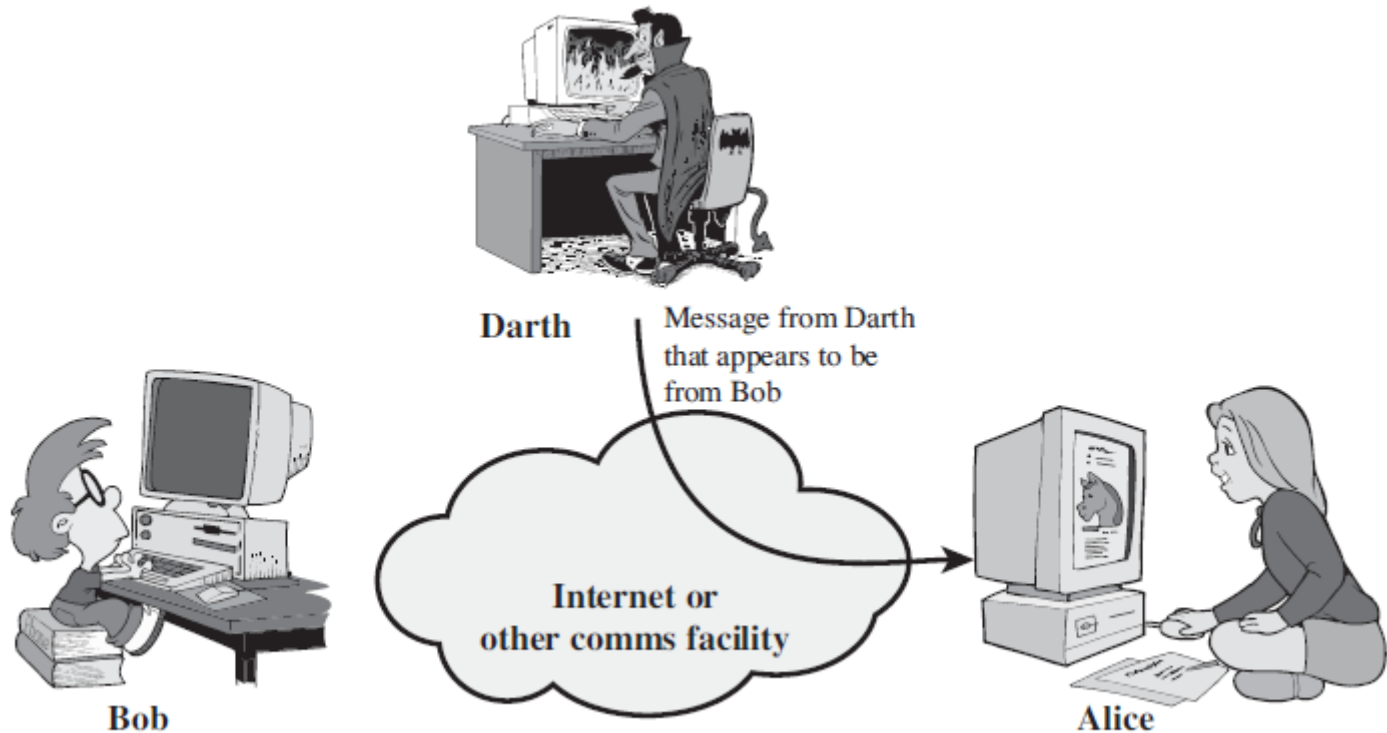 Darth
Message from Darth
that appears to be
from Bob
Internet or
other comms facility
Bob
Alice